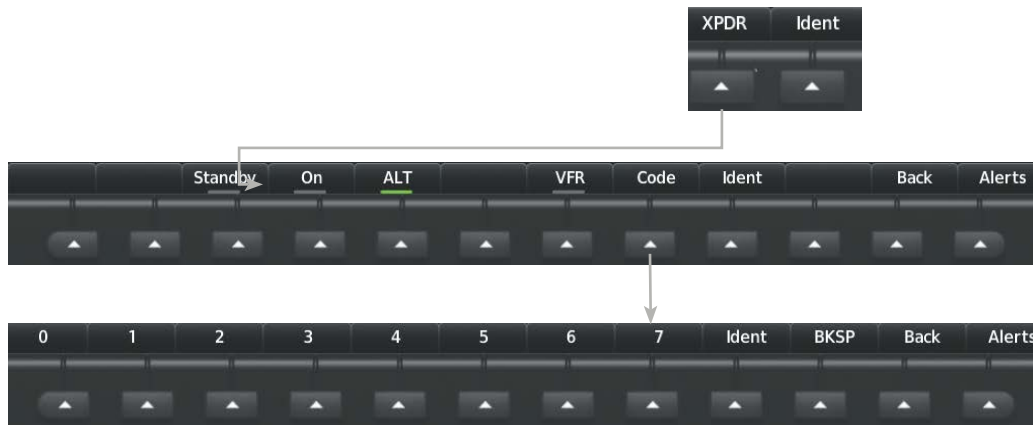 XPDR Ident
Standby On ALT VFR Code Ident Back Alerts
0 1 2 3 4 5 6 7 Ident BKSP Back Alerts